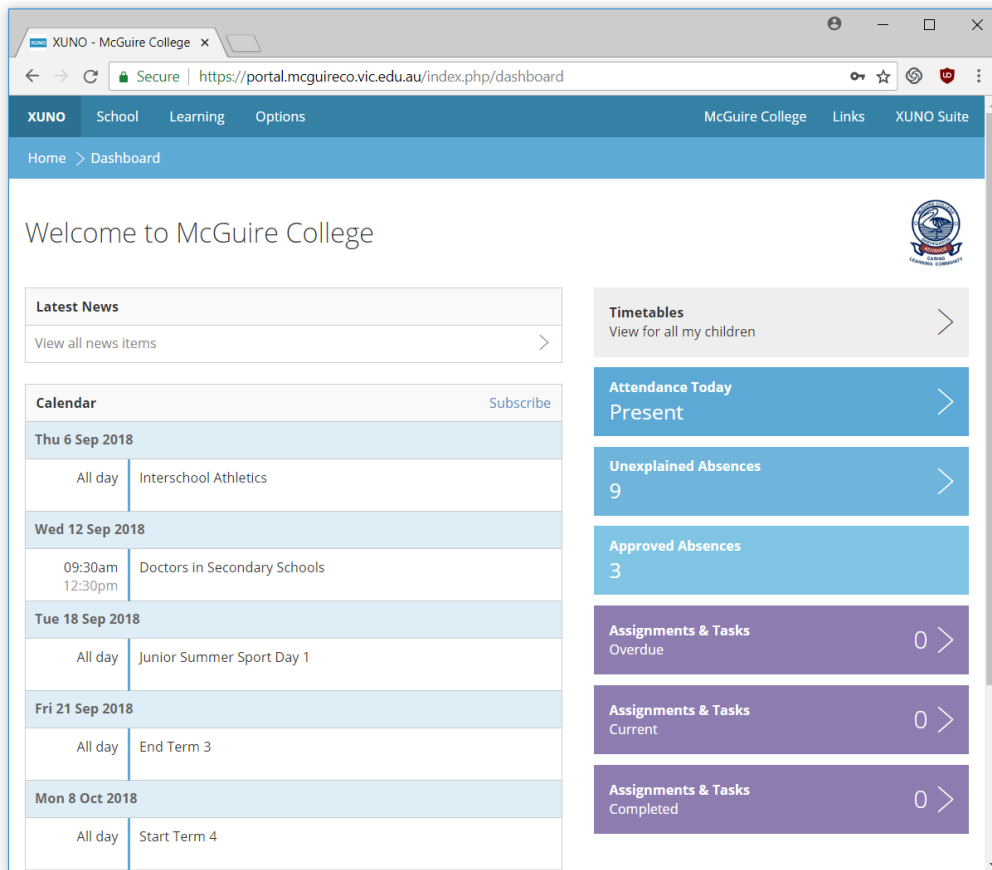 XUNO - McGuire College
Secure https://portal.mcguireco.vic.edu.au/index.php/dashboard
XUNO School Learning Options McGuire College Links XUNO Suite
Home > Dashboard
Welcome to McGuire College
ADVANCE
CARING
LEARNING COMMUNITY
Latest News
View all news items
Calendar Subscribe
Thu 6 Sep 2018
All day Interschool Athletics
Wed 12 Sep 2018
09:30am Doctors in Secondary Schools
12:30pm
Tue 18 Sep 2018
All day Junior Summer Sport Day 1
Fri 21 Sep 2018
All day End Term 3
Mon 8 Oct 2018
All day Start Term 4
Timetables
View for all my children
Attendance Today
Present
Unexplained Absences
9
Approved Absences
3
Assignments & Tasks
Overdue 0
Assignments & Tasks
Current 0
Assignments & Tasks
Completed 0